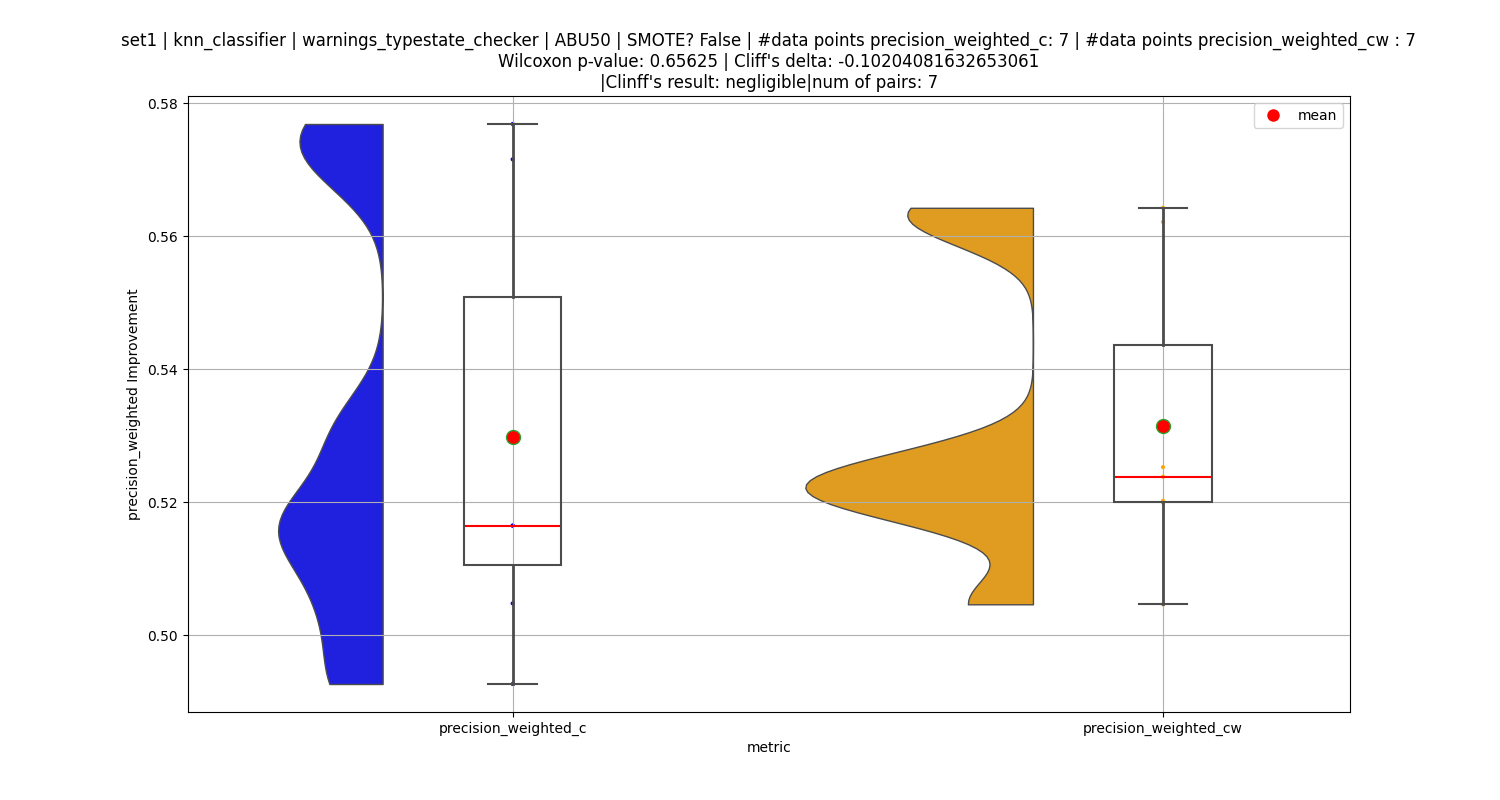 set1 | knn_classifier | warnings_typestate_checker | ABU50 | SMOTE? False | #data points precision_weighted_c: 7 | #data points precision_weighted_cw : 7
Wilcoxon p-value: 0.65625 | Cliff's delta: -0.10204081632653061
|Clinff's result: negligible|num of pairs: 7
mean
0.58
0.56
0.54
0.52
0.50
precision_weighted Improvement
precision_weighted_c
precision_weighted_cw
metric